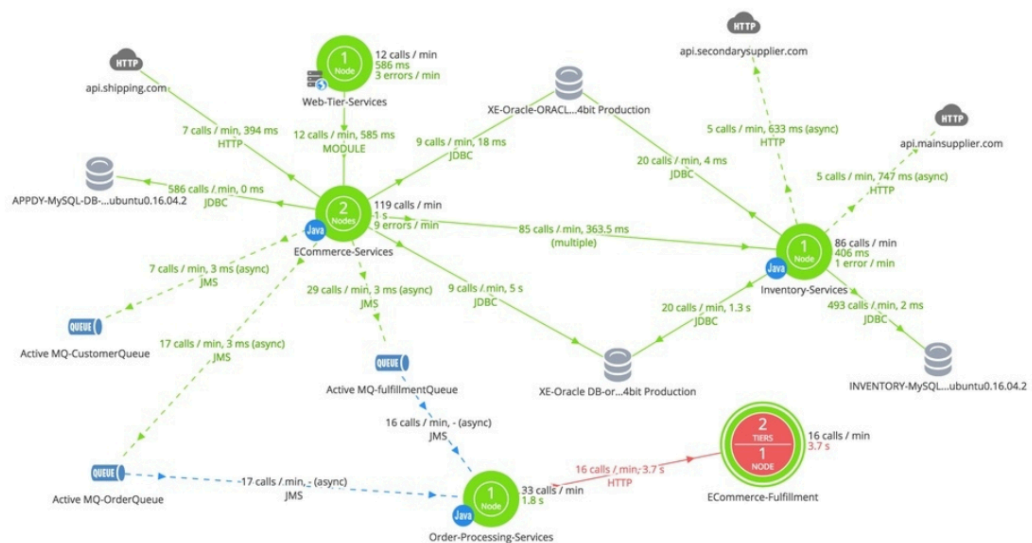 HTTP
api.shipping.com
1
Node
12 calls / min
586 ms
3 errors / min
Web-Tier-Services
HTTP
api.secondarysupplier.com
XE-Oracle-ORACL...4bit Production
HTTP
api.mainsupplier.com
7 calls / min, 394 ms
HTTP
12 calls / min, 585 ms
MODULE
9 calls / min, 18 ms
JDBC
20 calls / min, 4 ms
JDBC
5 calls / min, 633 ms (async)
HTTP
5 calls / min, 747 ms (async)
HTTP
APPDY-MySQL-DB-...ubuntu0.16.04.2
586 calls / min, 0 ms
JDBC
2
Nodes
Java
119 calls / min
1 s
9 errors / min
ECommerce-Services
85 calls / min, 363.5 ms
(multiple)
1
Node
Java
86 calls / min
406 ms
1 error / min
Inventory-Services
7 calls / min, 3 ms (async)
JMS
29 calls / min, 3 ms (async)
JMS
9 calls / min, 5 s
JDBC
20 calls / min, 1.3 s
JDBC
493 calls / min, 2 ms
JDBC
QUEUE
Active MQ-CustomerQueue
17 calls / min, 3 ms (async)
JMS
QUEUE
Active MQ-fulfillmentQueue
XE-Oracle DB-or...4bit Production
INVENTORY-MySQL...ubuntu0.16.04.2
16 calls / min, - (async)
JMS
2
TIERS
1
NODE
16 calls / min
3.7 s
ECommerce-Fulfillment
QUEUE
Active MQ-OrderQueue
17 calls / min, - (async)
JMS
1
Node
Java
33 calls / min
1.8 s
Order-Processing-Services
16 calls / min, 3.7 s
HTTP